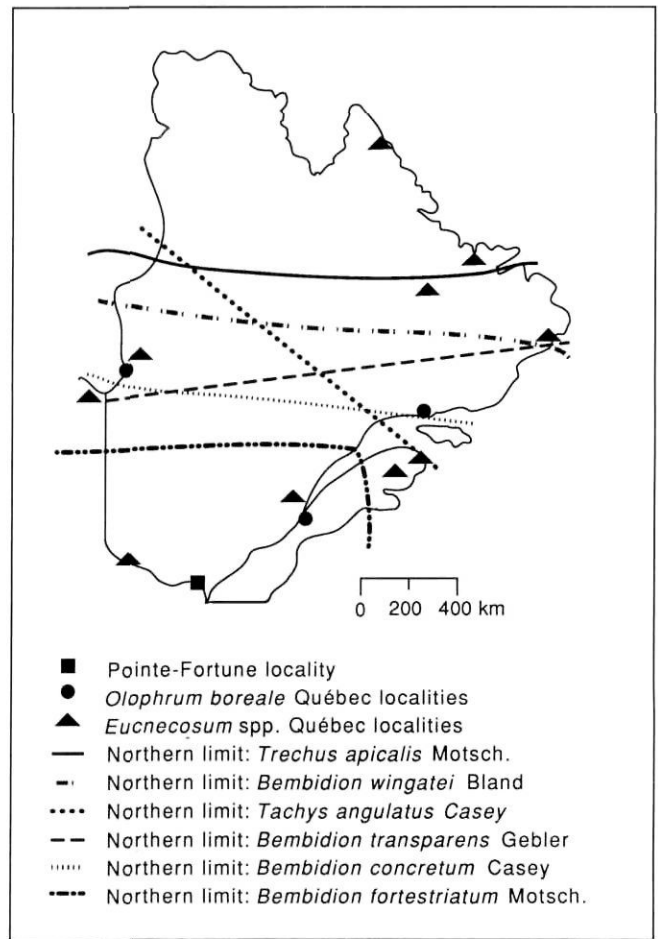 0 200 400 km
Pointe-Fortune locality
Olophrum boreale Québec localities
Eucnecosum spp. Québec localities
Northern limit: Trechus apicalis Motsch.
Northern limit: Bembidion wingatei Bland
Northern limit: Tachys angulatus Casey
Northern limit: Bembidion transparens Gebler
Northern limit: Bembidion concretum Casey
Northern limit: Bembidion fortestriatum Motsch.